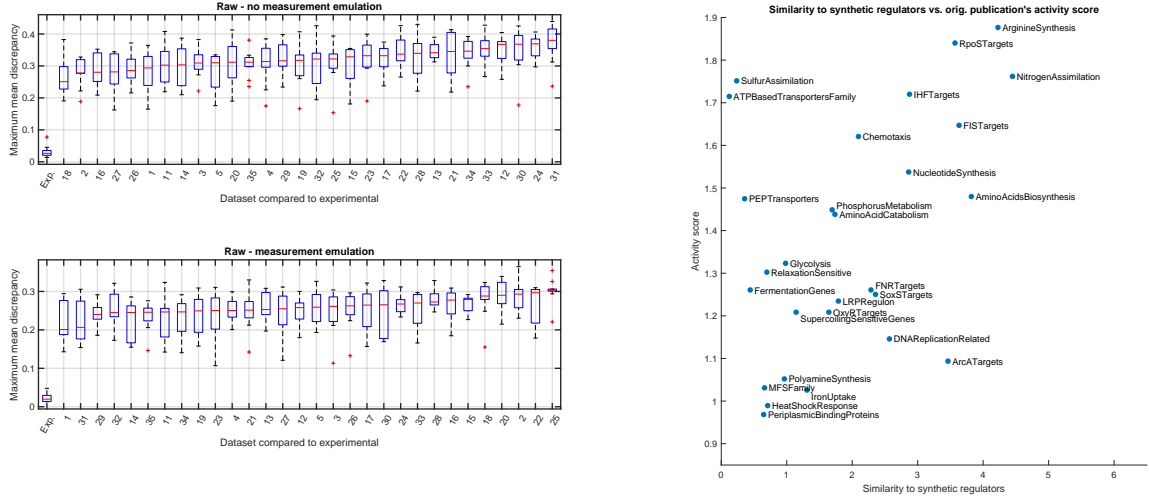 Raw - no measurement emulation
Maximum mean discrepancy
0.4
0.3
0.2
0.1
0
Exp. 18 2 16 27 26 1 11 14 3 5 20 35 4 29 19 32 25 15 23 17 22 28 13 21 34 33 12 30 24 31
Dataset compared to experimental
Raw - measurement emulation
Maximum mean discrepancy
0.3
0.2
0.1
0
Exp. 1 31 29 32 14 35 11 34 19 23 4 21 13 27 12 5 3 26 16 17 30 24 33 28 16 15 18 20 2 22 25
Dataset compared to experimental
Similarity to synthetic regulators vs. orig. publication's activity score
Activity score
1.9
1.8
1.7
1.6
1.5
1.4
1.3
1.2
1.1
1
0.9
ArginineSynthesis
RpoSTargets
NitrogenAssimilation
SulfurAssimilation
ATPBasedTransportersFamily
IHFTargets
FISTargets
Chemotaxis
NucleotideSynthesis
AminoAcidsBiosynthesis
PEPTransporters
PhosphorusMetabolism
AminoAcidCatabolism
Glycolysis
RelaxationSensitive
FermentationGenes
FNRTargets
SoxSTargets
LRPRegulon
OxyRTargets
SupercoilingSensitiveGenes
DNAReplicationRelated
ArcATargets
PolyamineSynthesis
MFSFamily
IronUptake
HeatShockResponse
PeriplasmicBindingProteins
0 1 2 3 4 5 6
Similarity to synthetic regulators